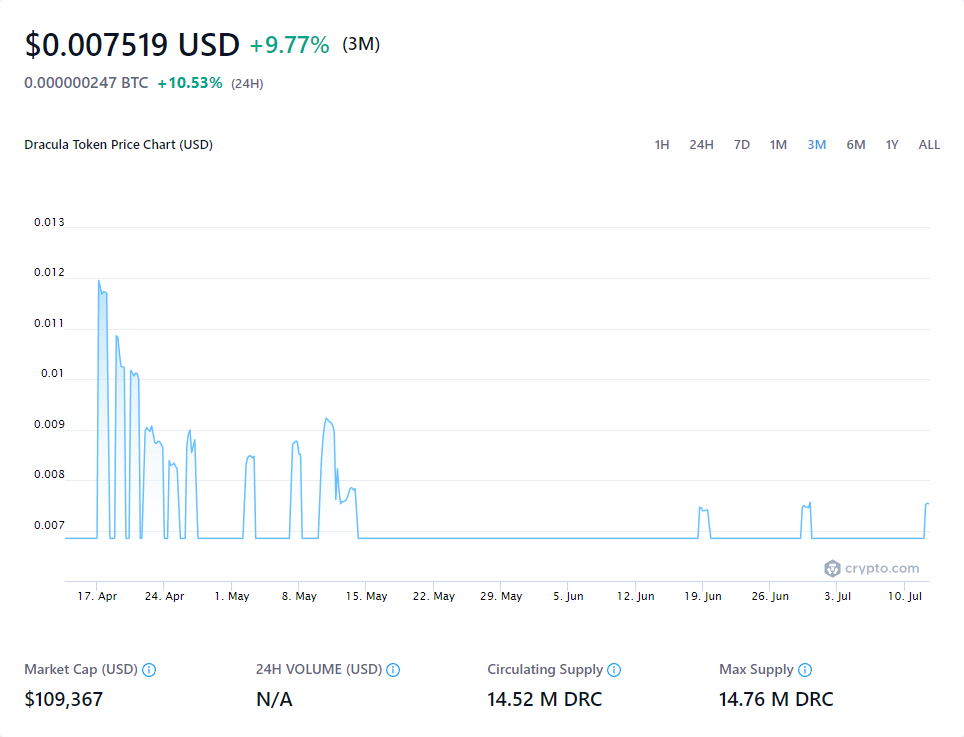 $0.007519 USD +9.77% (3M)
0.000000247 BTC +10.53% (24H)
Dracula Token Price Chart (USD) 1H 24H 7D 1M 3M 6M 1Y ALL
0.013
0.012
0.011
0.01
0.009
0.008
0.007
crypto.com
17. Apr 24. Apr 1. May 8. May 15. May 22. May 29. May 5. Jun 12. Jun 19. Jun 26. Jun 3. Jul 10. Jul
Market Cap (USD) 24H VOLUME (USD) Circulating Supply Max Supply
$109,367 N/A 14.52 M DRC 14.76 M DRC